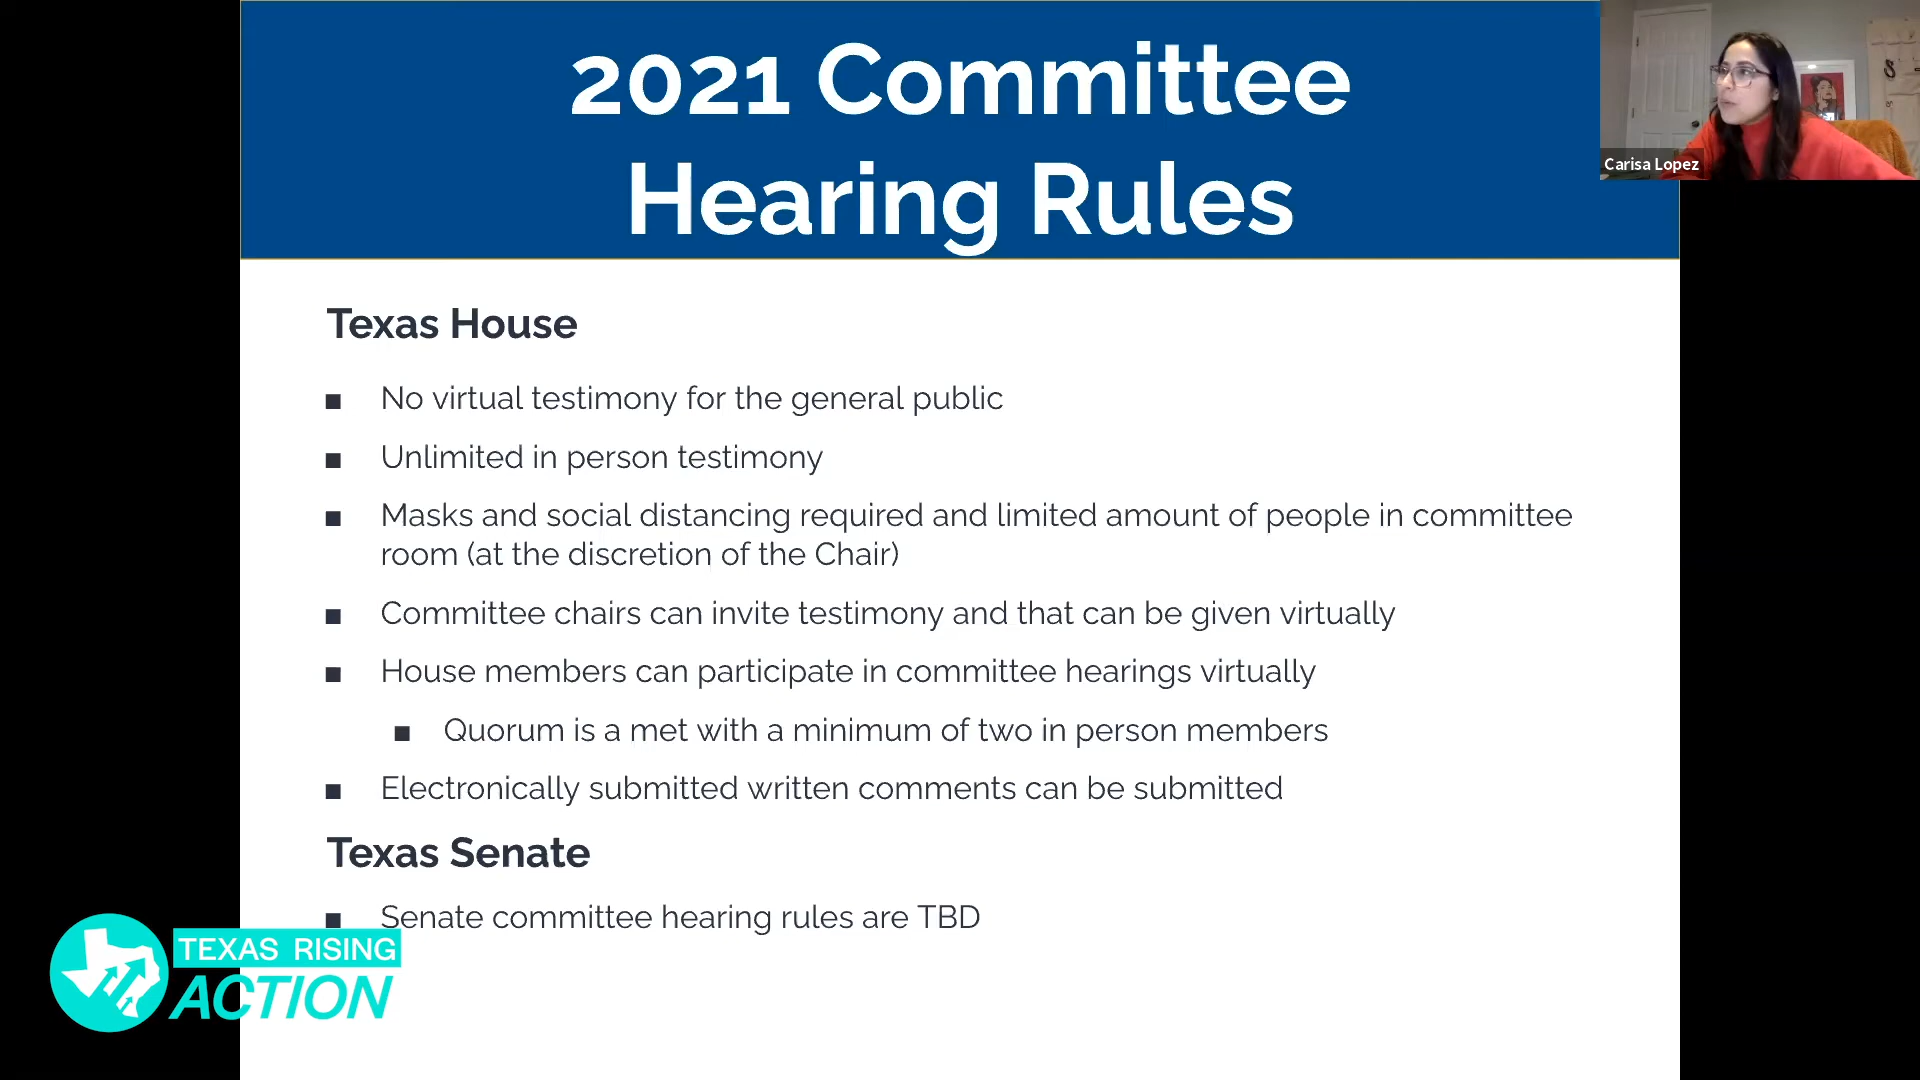 2021 Committee
Hearing Rules
Carisa Lopez
Texas House
■ No virtual testimony for the general public
■ Unlimited in person testimony
■ Masks and social distancing required and limited amount of people in committee
room (at the discretion of the Chair)
■ Committee chairs can invite testimony and that can be given virtually
■ House members can participate in committee hearings virtually
■ Quorum is a met with a minimum of two in person members
■ Electronically submitted written comments can be submitted
Texas Senate
■ Senate committee hearing rules are TBD
TEXAS RISING
ACTION